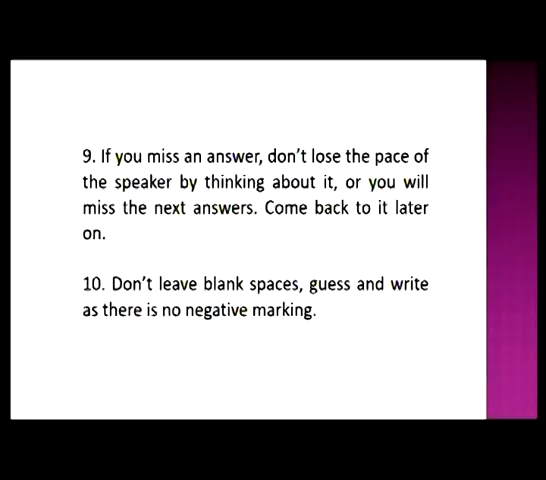 9. If you miss an answer, don't lose the pace of
the speaker by thinking about it, or you will
miss the next answers. Come back to it later
on.
10. Don't leave blank spaces, guess and write
as there is no negative marking.